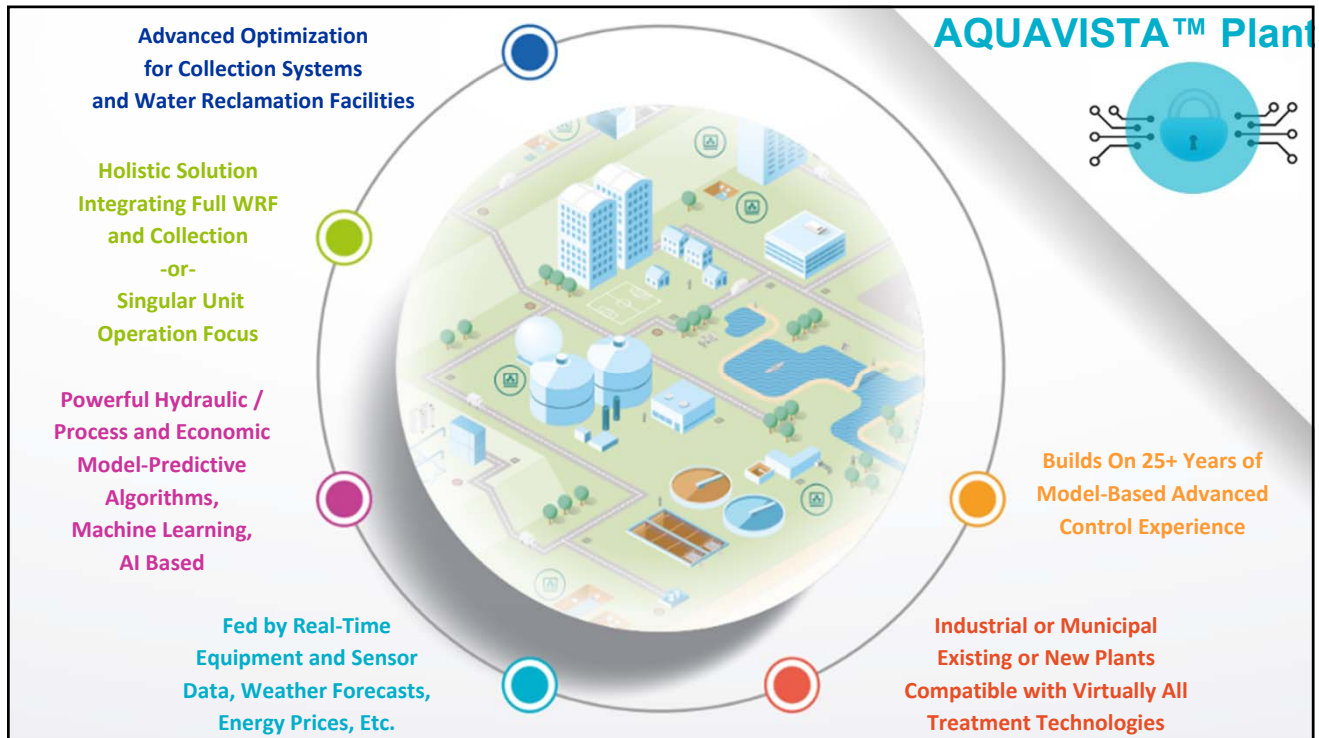 AQUAVISTA™ Plant
Advanced Optimization
for Collection Systems
and Water Reclamation Facilities
Holistic Solution
Integrating Full WRF
and Collection
-or-
Singular Unit
Operation Focus
Powerful Hydraulic /
Process and Economic
Model-Predictive
Algorithms,
Machine Learning,
AI Based
Fed by Real-Time
Equipment and Sensor
Data, Weather Forecasts,
Energy Prices, Etc.
Industrial or Municipal
Existing or New Plants
Compatible with Virtually All
Treatment Technologies
Builds On 25+ Years of
Model-Based Advanced
Control Experience